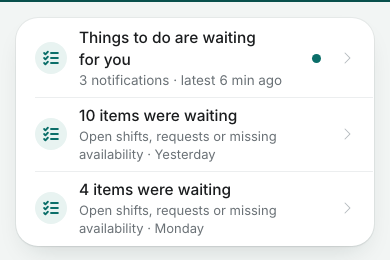 Things to do are waiting
for you
3 notifications · latest 6 min ago
10 items were waiting
Open shifts, requests or missing
availability · Yesterday
4 items were waiting
Open shifts, requests or missing
availability · Monday